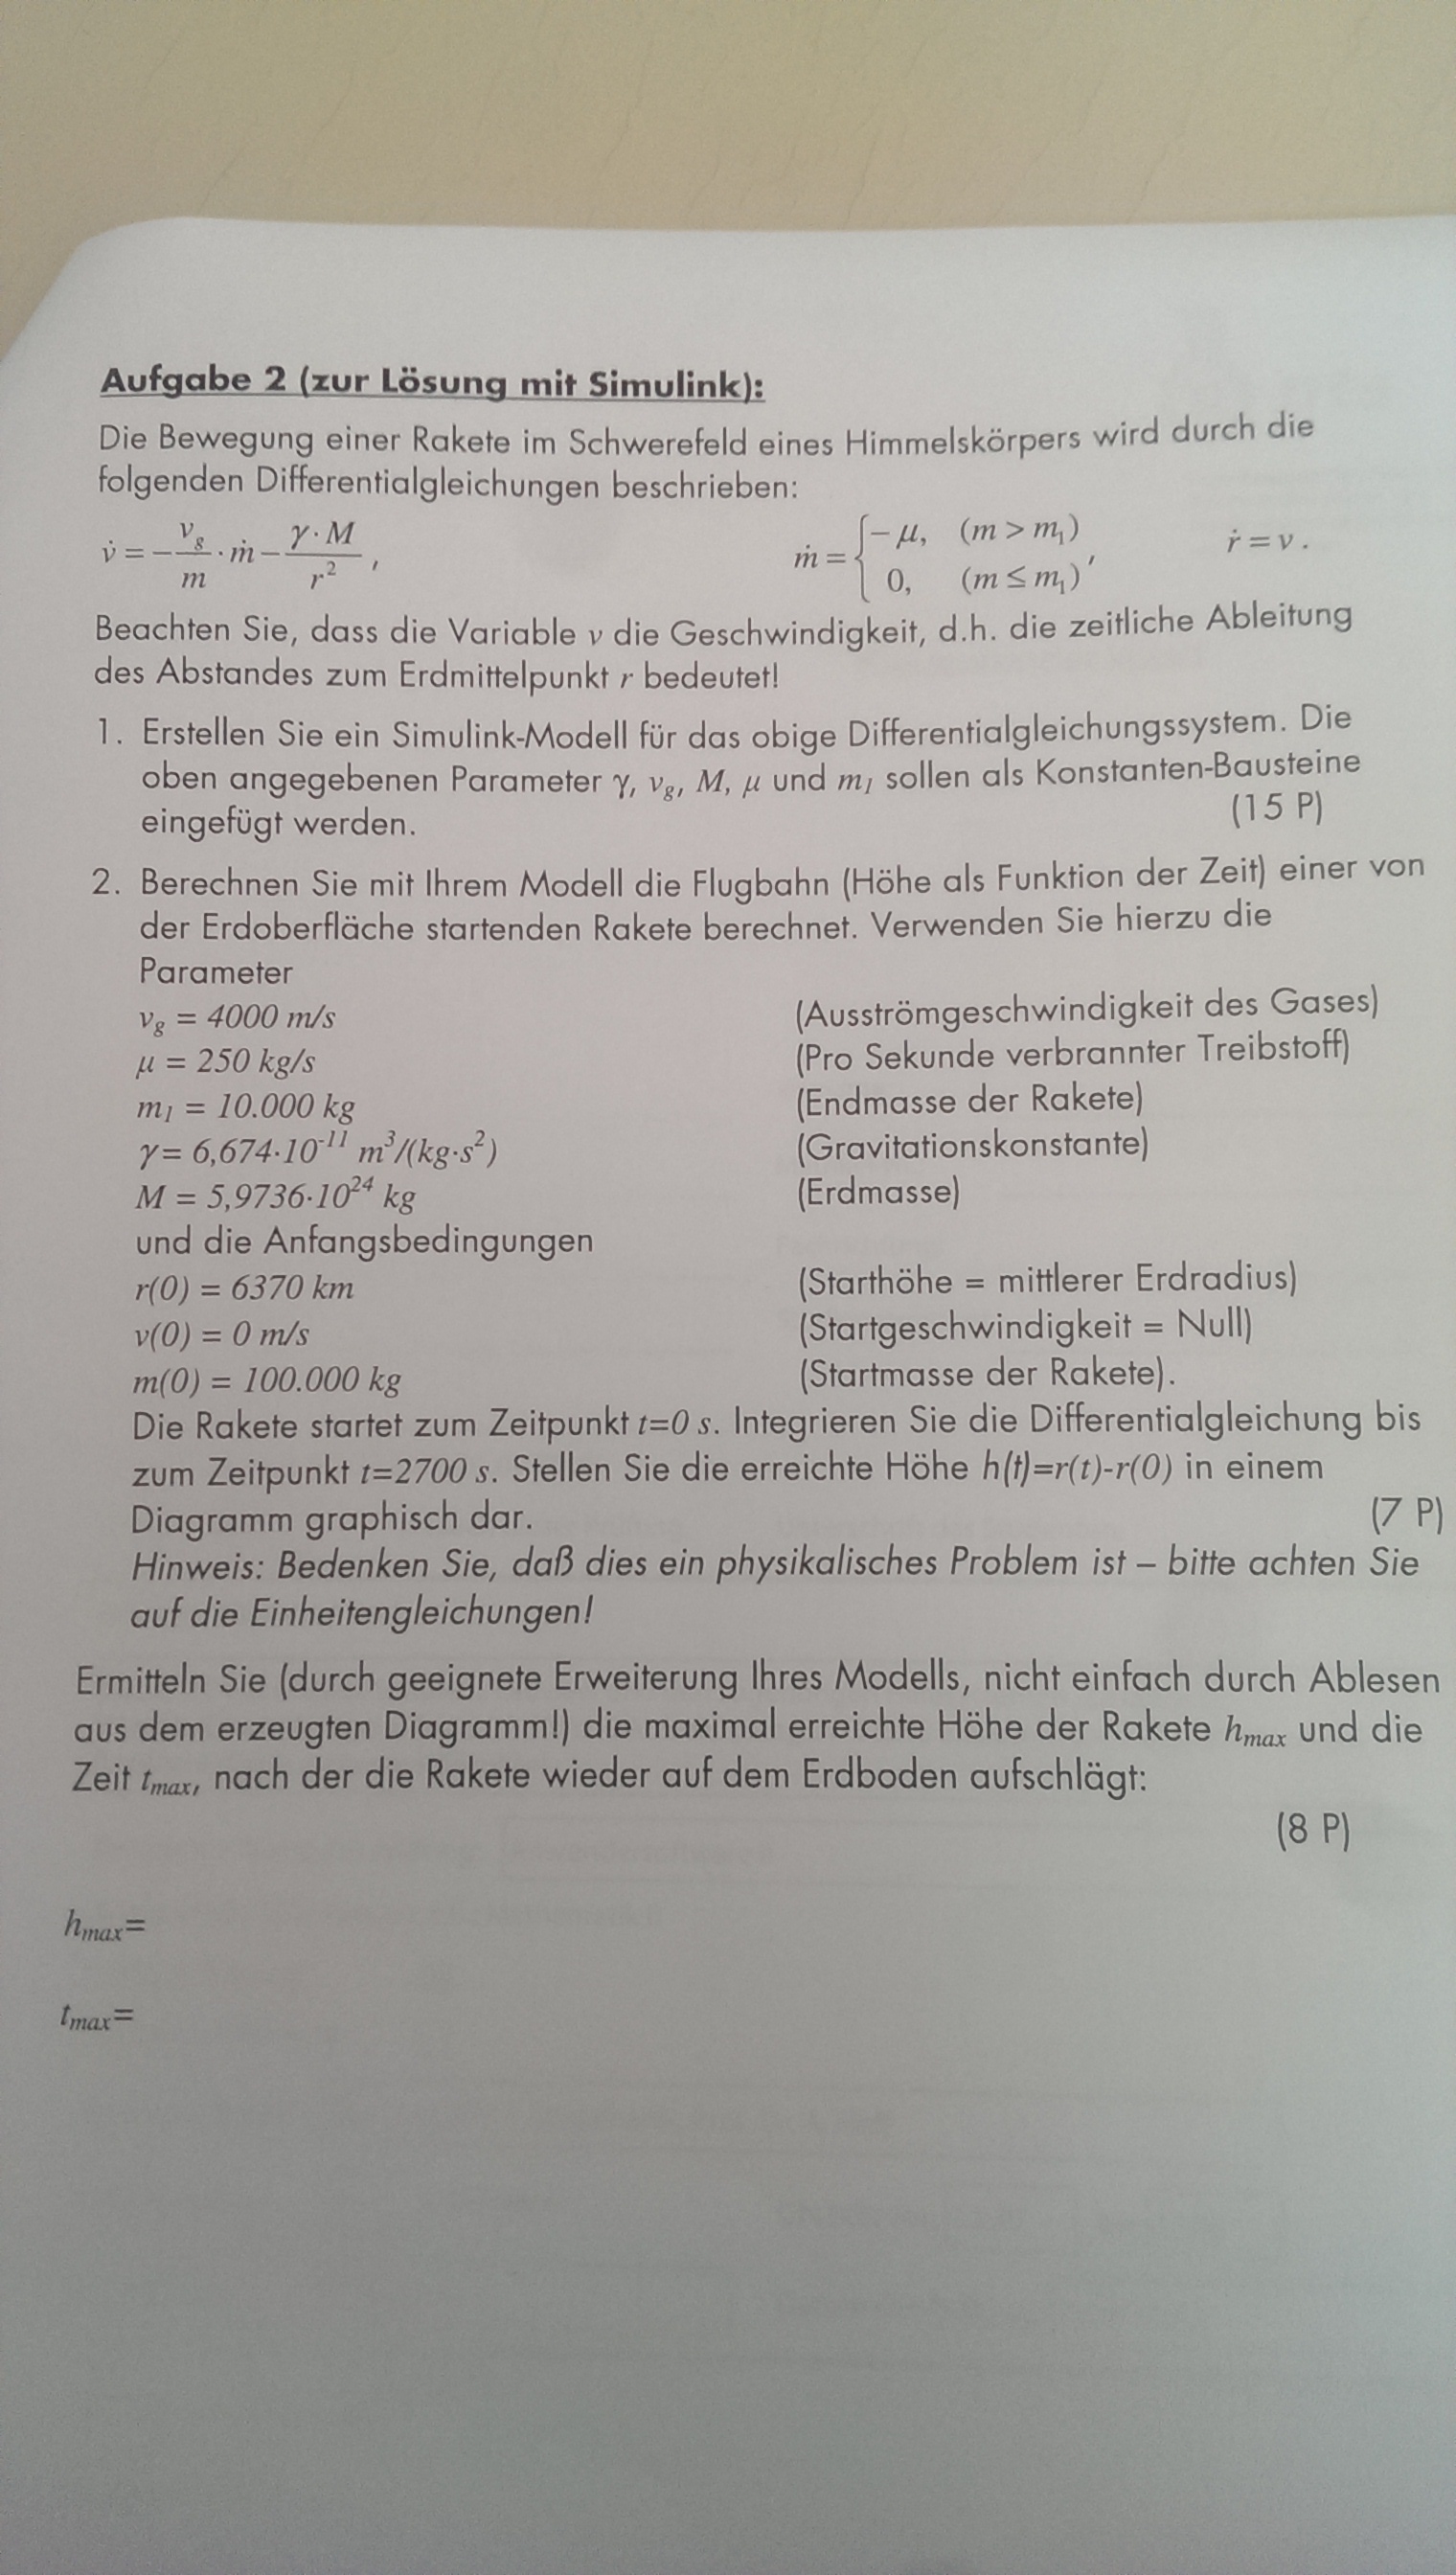 Aufgabe 2 (zur Lösung mit Simulink):
Die Bewegung einer Rakete im Schwerefeld eines Himmelskörpers wird durch die
folgenden Differentialgleichungen beschrieben:
v̇ = −v_g/m · ṁ − γ·M/r², ṁ = { −μ, (m > m₁) ; 0, (m ≤ m₁) , ṙ = v .
Beachten Sie, dass die Variable v die Geschwindigkeit, d.h. die zeitliche Ableitung
des Abstandes zum Erdmittelpunkt r bedeutet!
1. Erstellen Sie ein Simulink-Modell für das obige Differentialgleichungssystem. Die
oben angegebenen Parameter γ, v_g, M, μ und m₁ sollen als Konstanten-Bausteine
eingefügt werden. (15 P)
2. Berechnen Sie mit Ihrem Modell die Flugbahn (Höhe als Funktion der Zeit) einer von
der Erdoberfläche startenden Rakete berechnet. Verwenden Sie hierzu die
Parameter
v_g = 4000 m/s (Ausströmgeschwindigkeit des Gases)
μ = 250 kg/s (Pro Sekunde verbrannter Treibstoff)
m₁ = 10.000 kg (Endmasse der Rakete)
γ = 6,674·10⁻¹¹ m³/(kg·s²) (Gravitationskonstante)
M = 5,9736·10²⁴ kg (Erdmasse)
und die Anfangsbedingungen
r(0) = 6370 km (Starthöhe = mittlerer Erdradius)
v(0) = 0 m/s (Startgeschwindigkeit = Null)
m(0) = 100.000 kg (Startmasse der Rakete).
Die Rakete startet zum Zeitpunkt t=0 s. Integrieren Sie die Differentialgleichung bis
zum Zeitpunkt t=2700 s. Stellen Sie die erreichte Höhe h(t)=r(t)-r(0) in einem
Diagramm graphisch dar. (7 P)
Hinweis: Bedenken Sie, daß dies ein physikalisches Problem ist – bitte achten Sie
auf die Einheitengleichungen!
Ermitteln Sie (durch geeignete Erweiterung Ihres Modells, nicht einfach durch Ablesen
aus dem erzeugten Diagramm!) die maximal erreichte Höhe der Rakete h_max und die
Zeit t_max, nach der die Rakete wieder auf dem Erdboden aufschlägt:
(8 P)
h_max=
t_max=